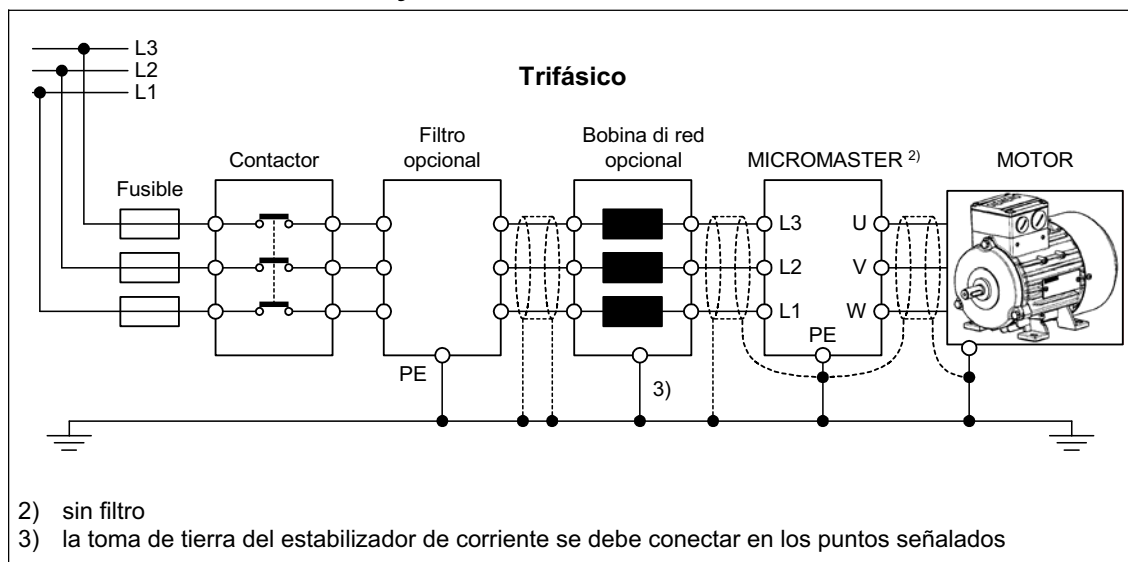 L3
L2
L1
Trifásico
Filtro
opcional
Bobina di red
opcional
Contactor
MICROMASTER 2)
MOTOR
Fusible
L3
U
L2
V
L1
W
PE
PE
3)
2) sin filtro
3) la toma de tierra del estabilizador de corriente se debe conectar en los puntos señalados